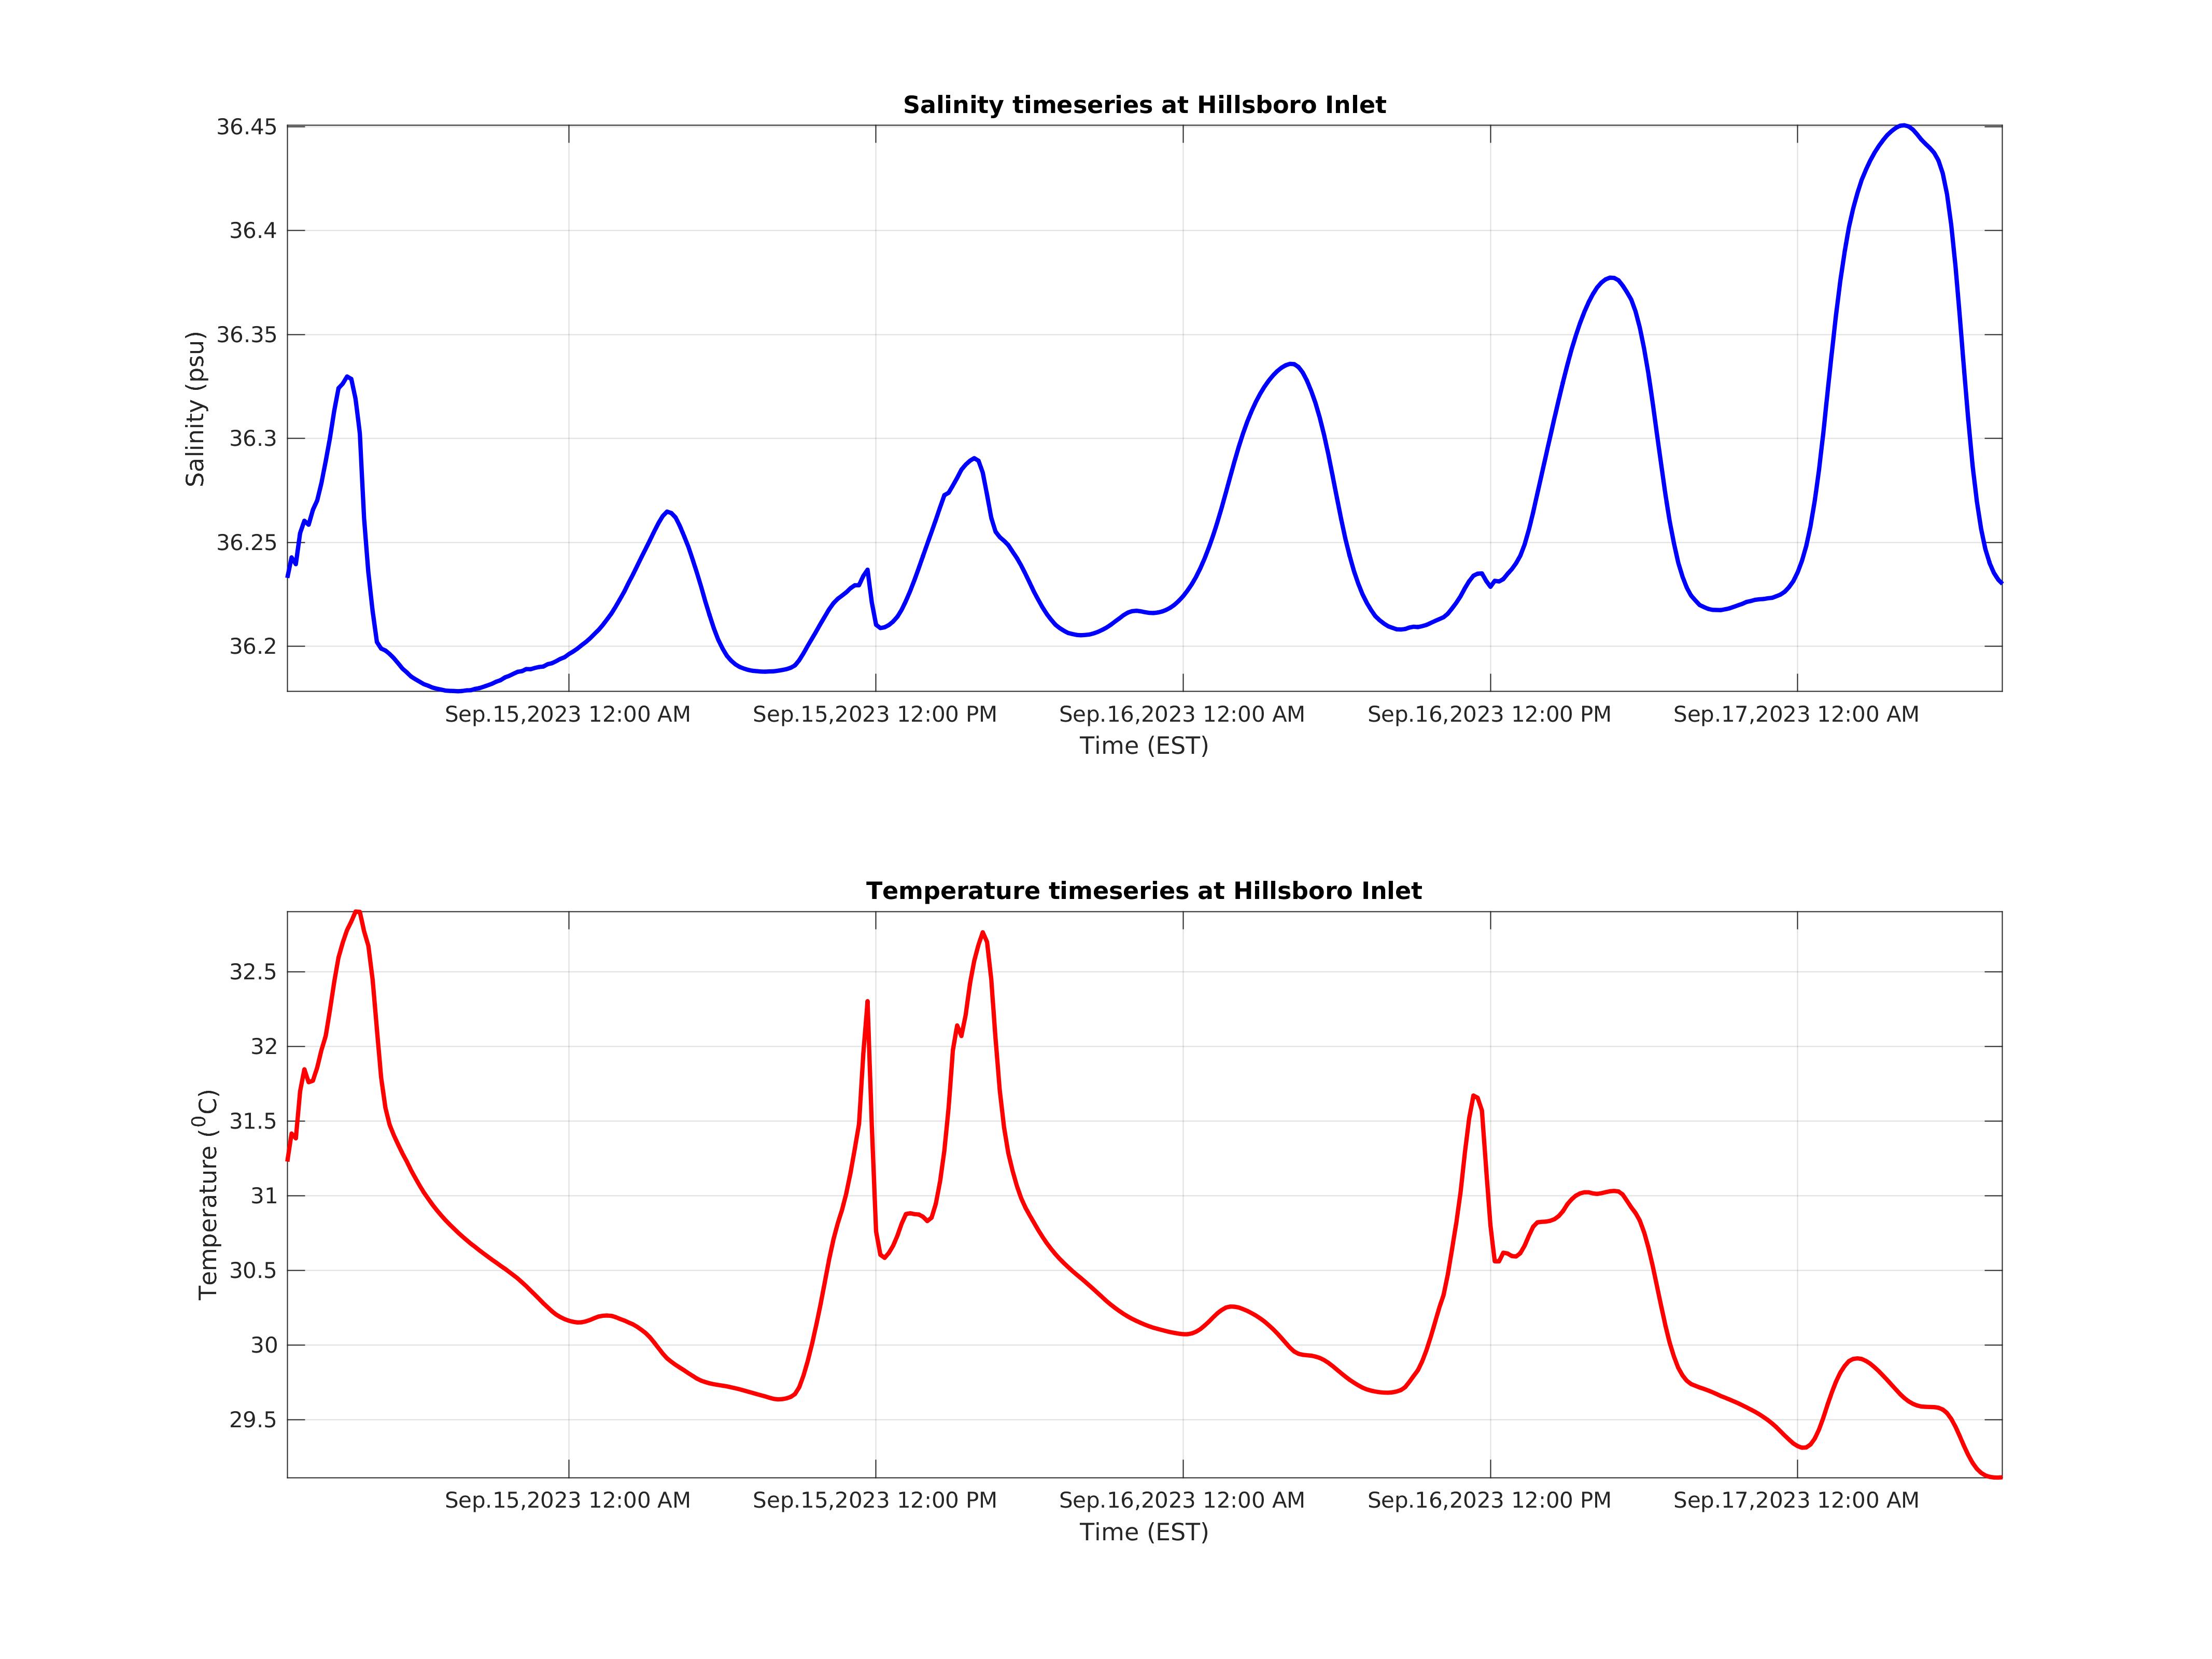 Salinity timeseries at Hillsboro Inlet
36.45
36.4
36.35
36.3
36.25
36.2
Salinity (psu)
Sep.15,2023 12:00 AM Sep.15,2023 12:00 PM Sep.16,2023 12:00 AM Sep.16,2023 12:00 PM Sep.17,2023 12:00 AM
Time (EST)
Temperature timeseries at Hillsboro Inlet
32.5
32
31.5
31
30.5
30
29.5
Temperature (⁰C)
Sep.15,2023 12:00 AM Sep.15,2023 12:00 PM Sep.16,2023 12:00 AM Sep.16,2023 12:00 PM Sep.17,2023 12:00 AM
Time (EST)